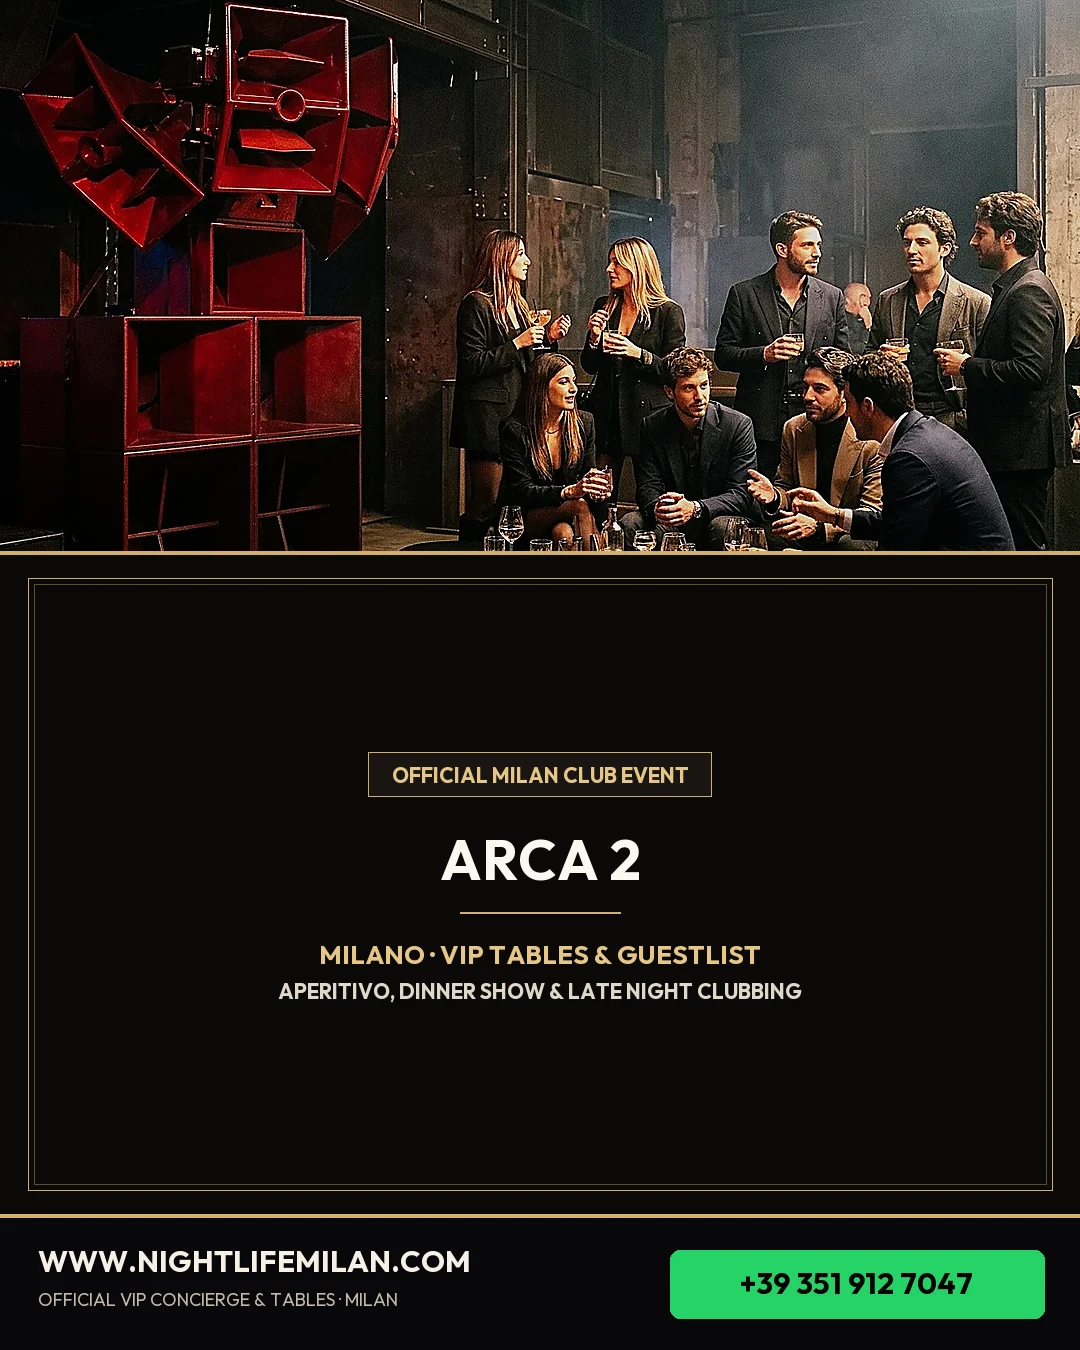 OFFICIAL MILAN CLUB EVENT
ARCA 2
MILANO · VIP TABLES & GUESTLIST
APERITIVO, DINNER SHOW & LATE NIGHT CLUBBING
WWW.NIGHTLIFEMILAN.COM
OFFICIAL VIP CONCIERGE & TABLES · MILAN
+39 351 912 7047